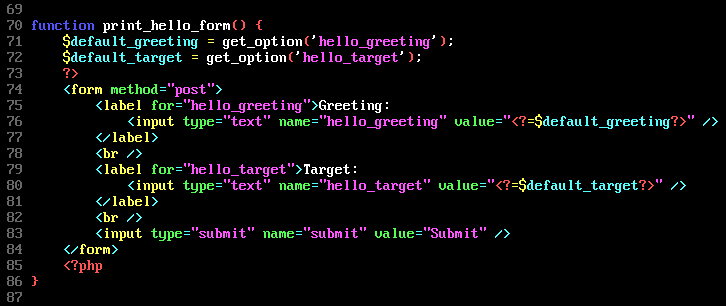 69
70 function print_hello_form() {
71     $default_greeting = get_option('hello_greeting');
72     $default_target = get_option('hello_target');
73     ?>
74     <form method="post">
75         <label for="hello_greeting">Greeting:
76             <input type="text" name="hello_greeting" value="<?=$default_greeting?>" />
77         </label>
78         <br />
79         <label for="hello_target">Target:
80             <input type="text" name="hello_target" value="<?=$default_target?>" />
81         </label>
82         <br />
83         <input type="submit" name="submit" value="Submit" />
84     </form>
85     <?php
86 }
87